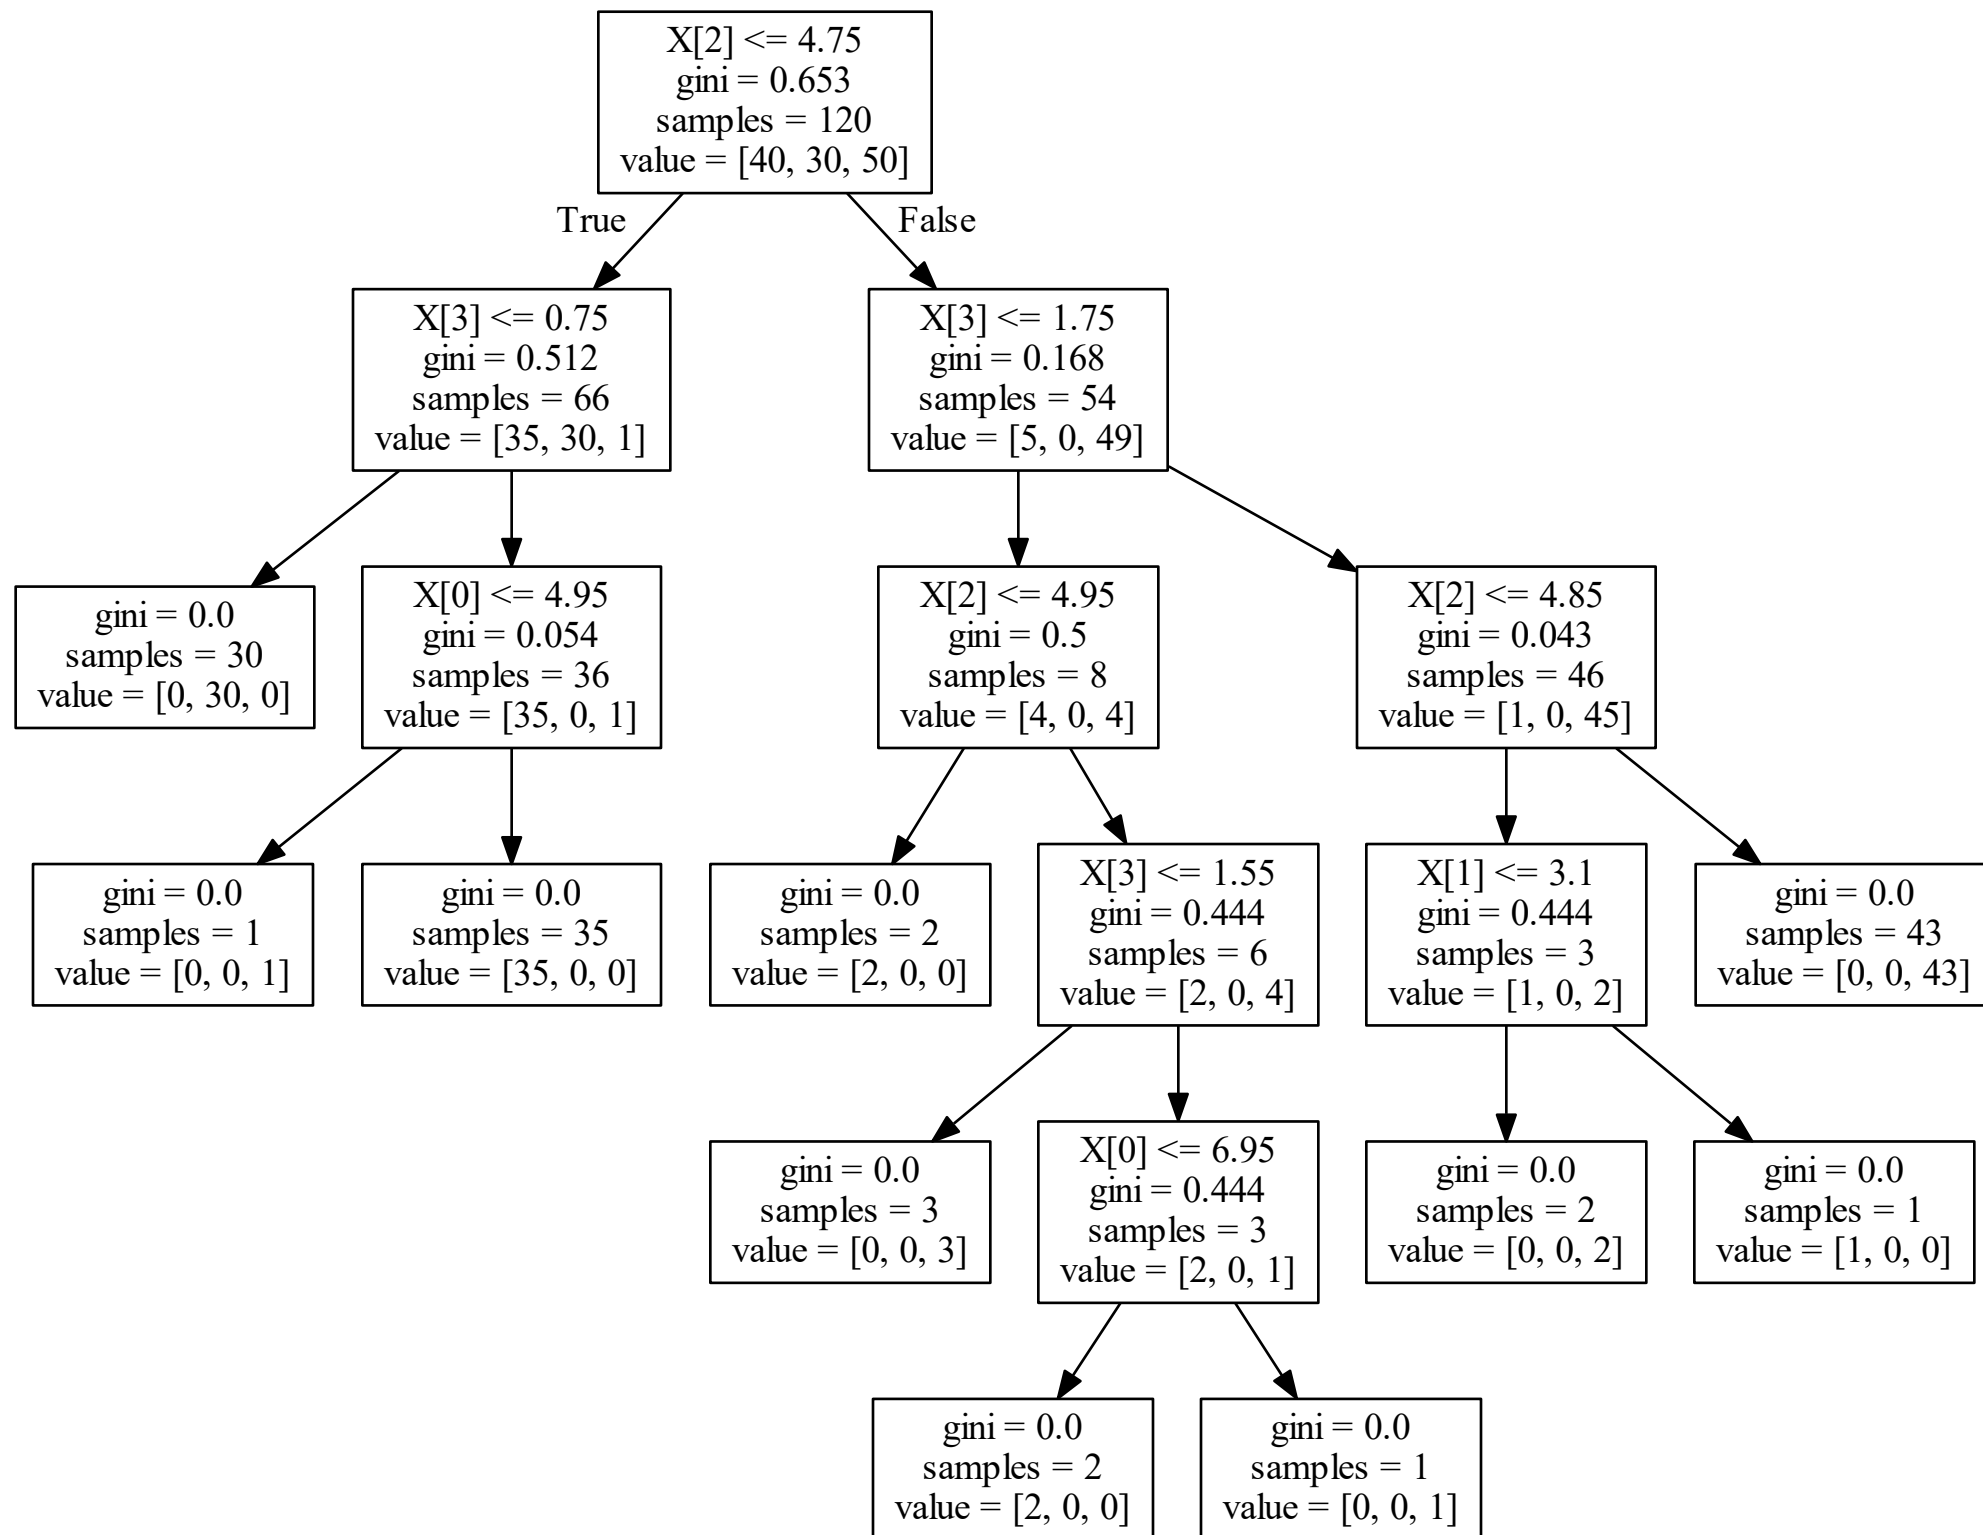 X[2] <= 4.75
gini = 0.653
samples = 120
value = [40, 30, 50]
True
False
X[3] <= 0.75
gini = 0.512
samples = 66
value = [35, 30, 1]
X[3] <= 1.75
gini = 0.168
samples = 54
value = [5, 0, 49]
gini = 0.0
samples = 30
value = [0, 30, 0]
X[0] <= 4.95
gini = 0.054
samples = 36
value = [35, 0, 1]
X[2] <= 4.95
gini = 0.5
samples = 8
value = [4, 0, 4]
X[2] <= 4.85
gini = 0.043
samples = 46
value = [1, 0, 45]
gini = 0.0
samples = 1
value = [0, 0, 1]
gini = 0.0
samples = 35
value = [35, 0, 0]
gini = 0.0
samples = 2
value = [2, 0, 0]
X[3] <= 1.55
gini = 0.444
samples = 6
value = [2, 0, 4]
X[1] <= 3.1
gini = 0.444
samples = 3
value = [1, 0, 2]
gini = 0.0
samples = 43
value = [0, 0, 43]
gini = 0.0
samples = 3
value = [0, 0, 3]
X[0] <= 6.95
gini = 0.444
samples = 3
value = [2, 0, 1]
gini = 0.0
samples = 2
value = [0, 0, 2]
gini = 0.0
samples = 1
value = [1, 0, 0]
gini = 0.0
samples = 2
value = [2, 0, 0]
gini = 0.0
samples = 1
value = [0, 0, 1]